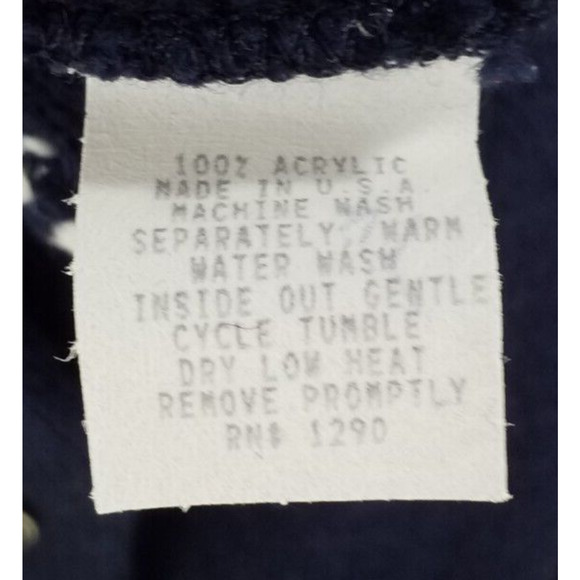 100% ACRYLIC
MADE IN U.S.A.
MACHINE WASH
SEPARATELY WARM
WATER WASH
INSIDE OUT GENTLE
CYCLE TUMBLE
DRY LOW HEAT
REMOVE PROMPTLY
RN# 1290